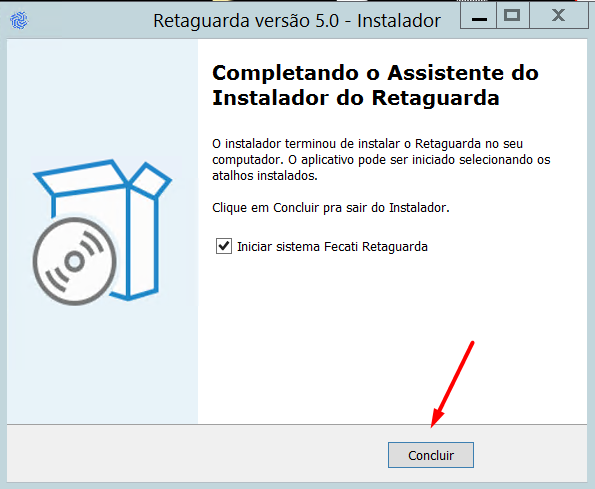 Retaguarda versão 5.0 - Instalador
Completando o Assistente do
Instalador do Retaguarda
O instalador terminou de instalar o Retaguarda no seu
computador. O aplicativo pode ser iniciado selecionando os
atalhos instalados.
Clique em Concluir pra sair do Instalador.
Iniciar sistema Fecati Retaguarda
Concluir